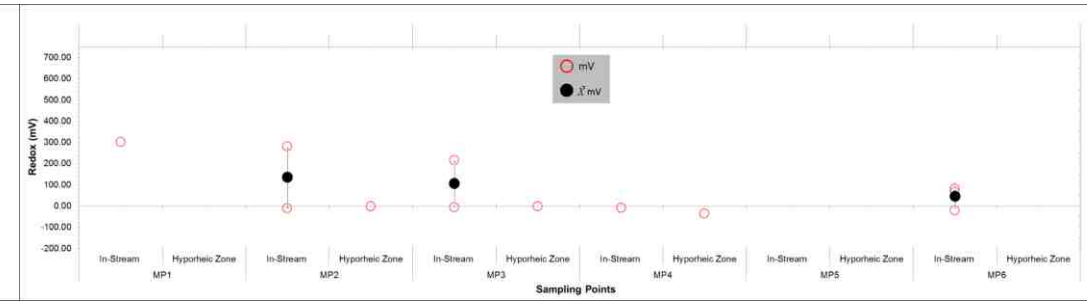 mV
x̄ mV
Redox (mV)
700.00
600.00
500.00
400.00
300.00
200.00
100.00
0.00
-100.00
-200.00
In-Stream Hyporheic Zone In-Stream Hyporheic Zone In-Stream Hyporheic Zone In-Stream Hyporheic Zone In-Stream Hyporheic Zone In-Stream Hyporheic Zone
MP1 MP2 MP3 MP4 MP5 MP6
Sampling Points